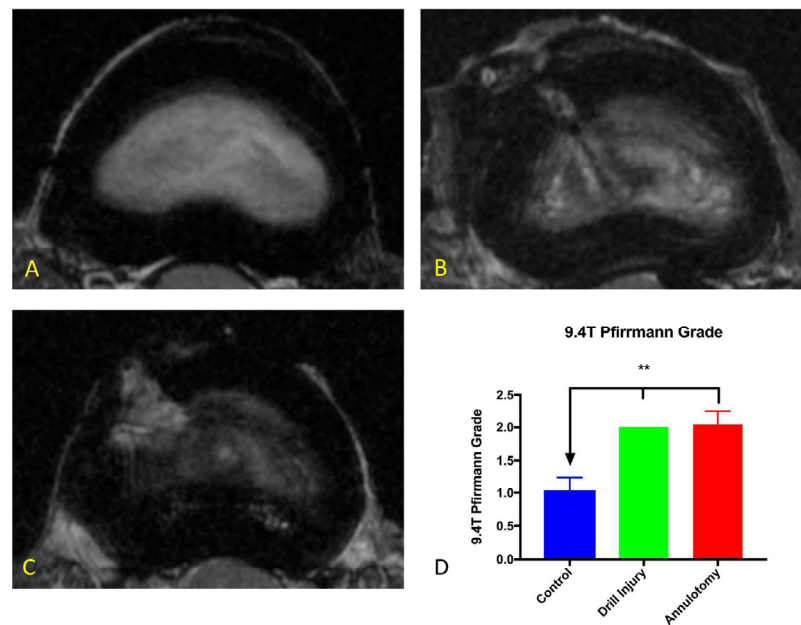 A
B
C
9.4T Pfirrmann Grade
**
9.4T Pfirrmann Grade
2.5
2.0
1.5
1.0
0.5
0.0
Control
Drill Injury
Annulotomy
D